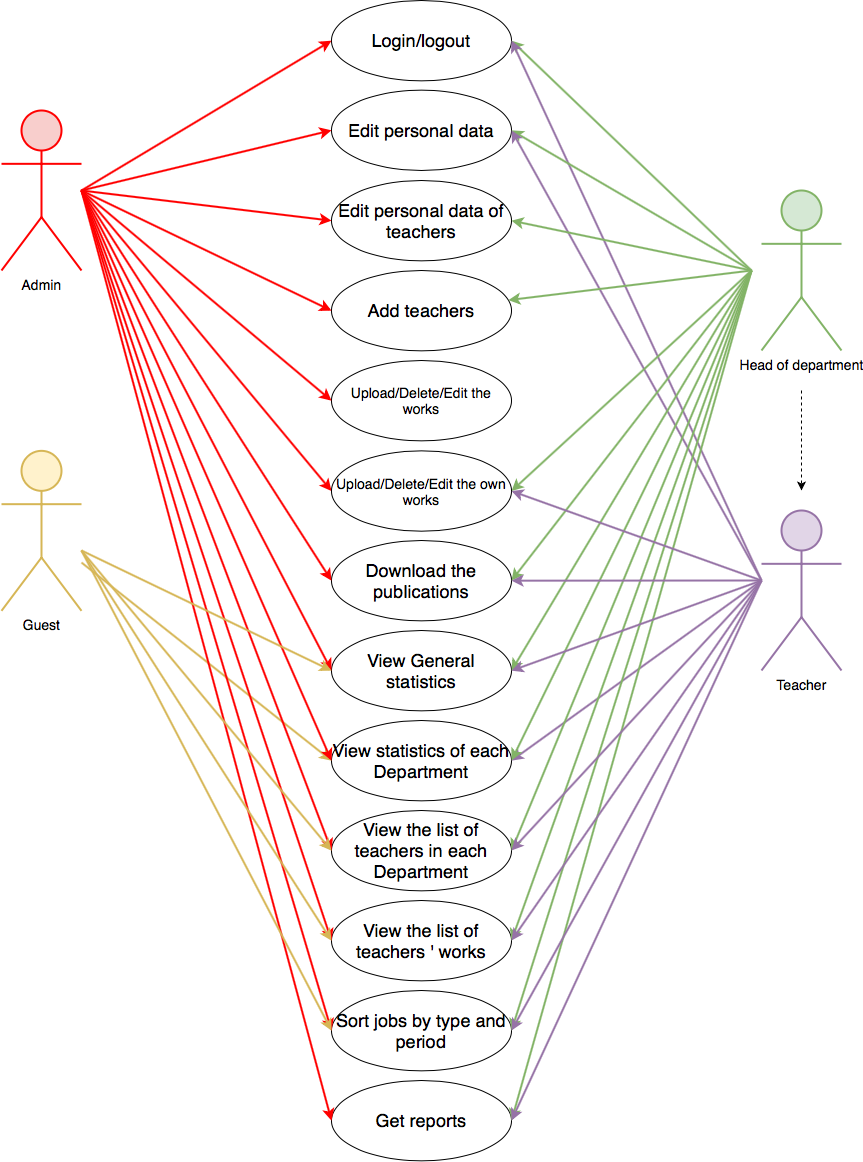 Login/logout
Edit personal data
Edit personal data of
teachers
Admin
Add teachers
Head of department
Upload/Delete/Edit the
works
Upload/Delete/Edit the own
works
Download the
publications
Guest
View General
statistics
Teacher
View statistics of each
Department
View the list of
teachers in each
Department
View the list of
teachers ' works
Sort jobs by type and
period
Get reports